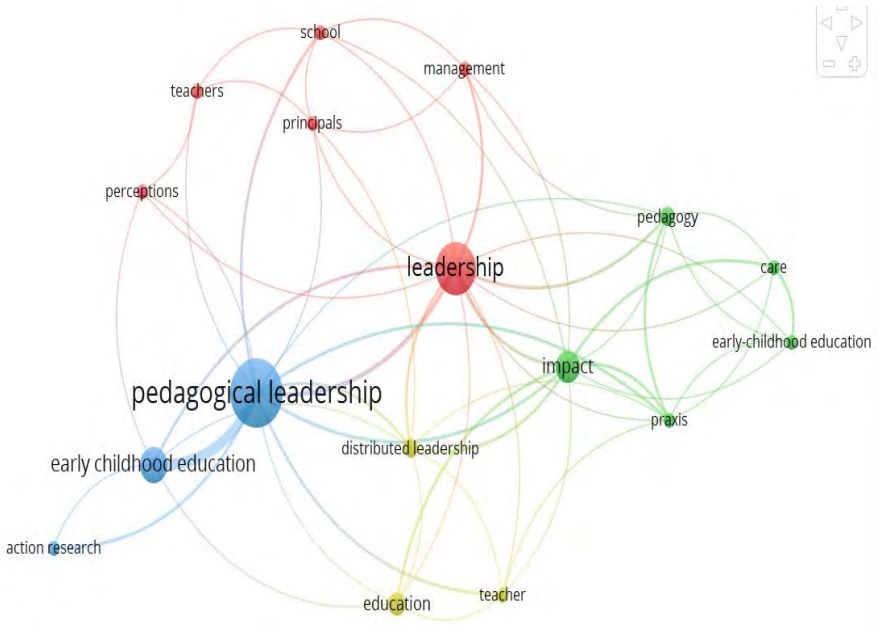 school
management
teachers
principals
perceptions
pedagogy
leadership
care
early-childhood education
impact
pedagogical leadership
praxis
distributed leadership
early childhood education
action research
teacher
education